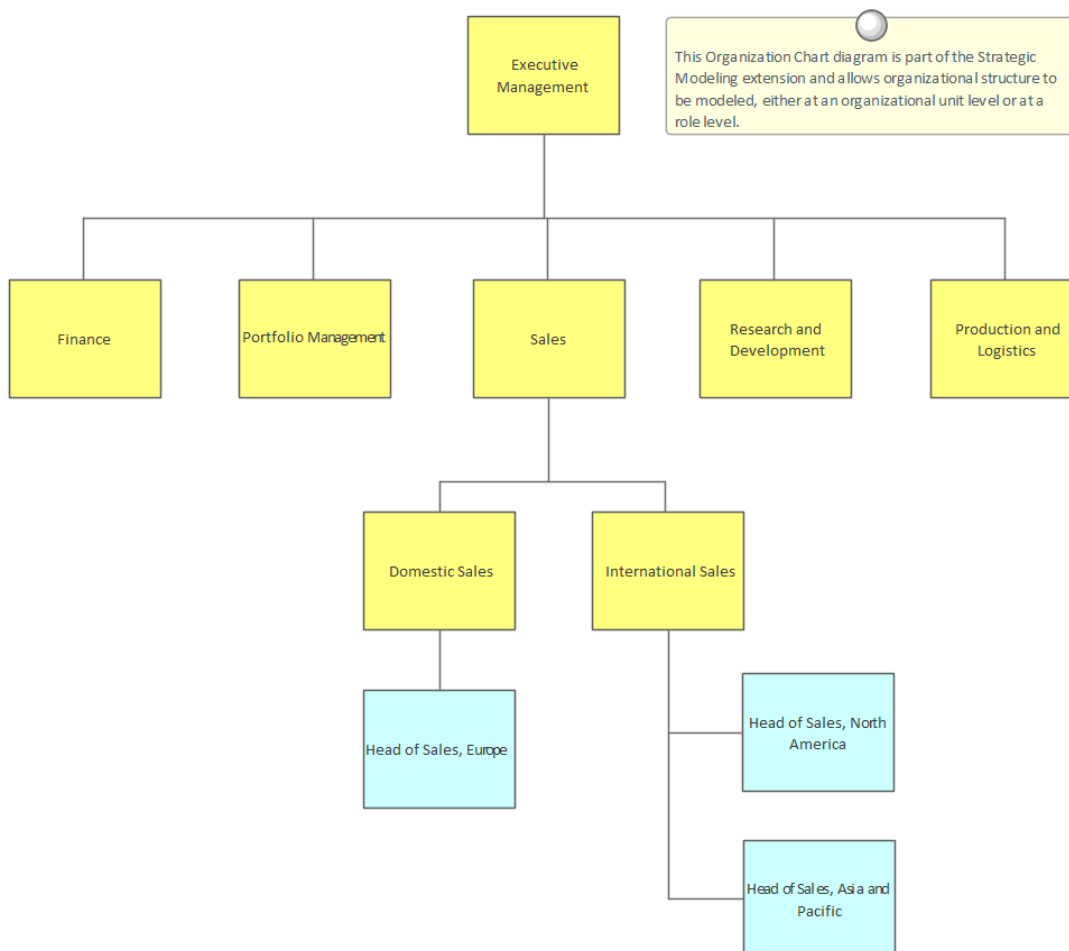 Executive
Management
This Organization Chart diagram is part of the Strategic
Modeling extension and allows organizational structure to
be modeled, either at an organizational unit level or at a
role level.
Finance
Portfolio Management
Sales
Research and
Development
Production and
Logistics
Domestic Sales
International Sales
Head of Sales, Europe
Head of Sales, North
America
Head of Sales, Asia and
Pacific